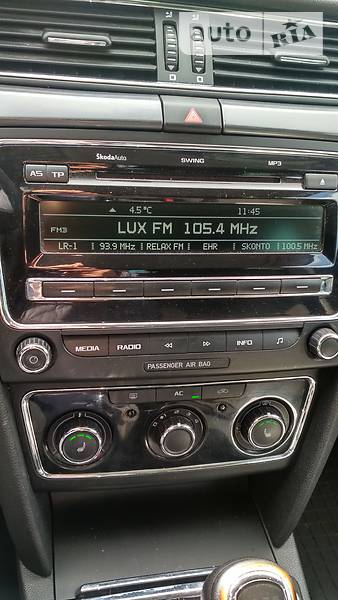 auto RIA
ŠkodaAuto SWING MP3
AS TP
4.5°C 11:45
FM3 LUX FM 105.4 MHz
LR-1 93.9 MHz RELAX FM EHR SKONTO 100.5 MHz
MEDIA RADIO INFO
PASSENGER AIR BAG
AC